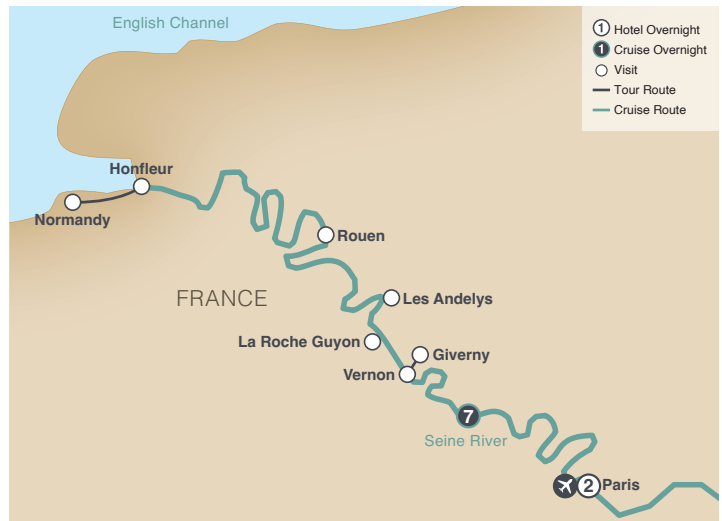 English Channel
1 Hotel Overnight
1 Cruise Overnight
Visit
Tour Route
Cruise Route
Honfleur
Normandy
Rouen
FRANCE
Les Andelys
La Roche Guyon
Giverny
Vernon
7
Seine River
2 Paris